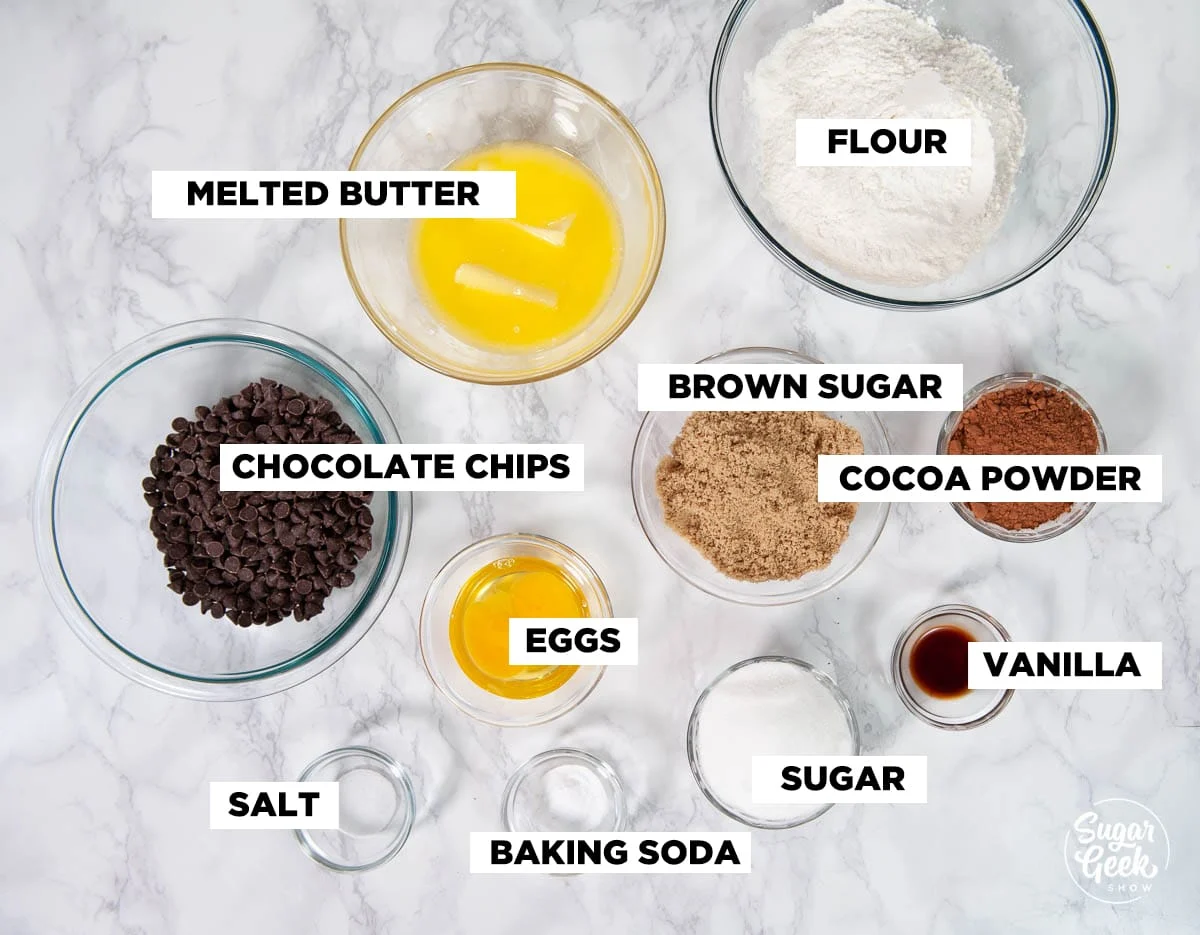 FLOUR
MELTED BUTTER
BROWN SUGAR
CHOCOLATE CHIPS
COCOA POWDER
EGGS
VANILLA
SUGAR
SALT
BAKING SODA
Sugar
Geek
SHOW